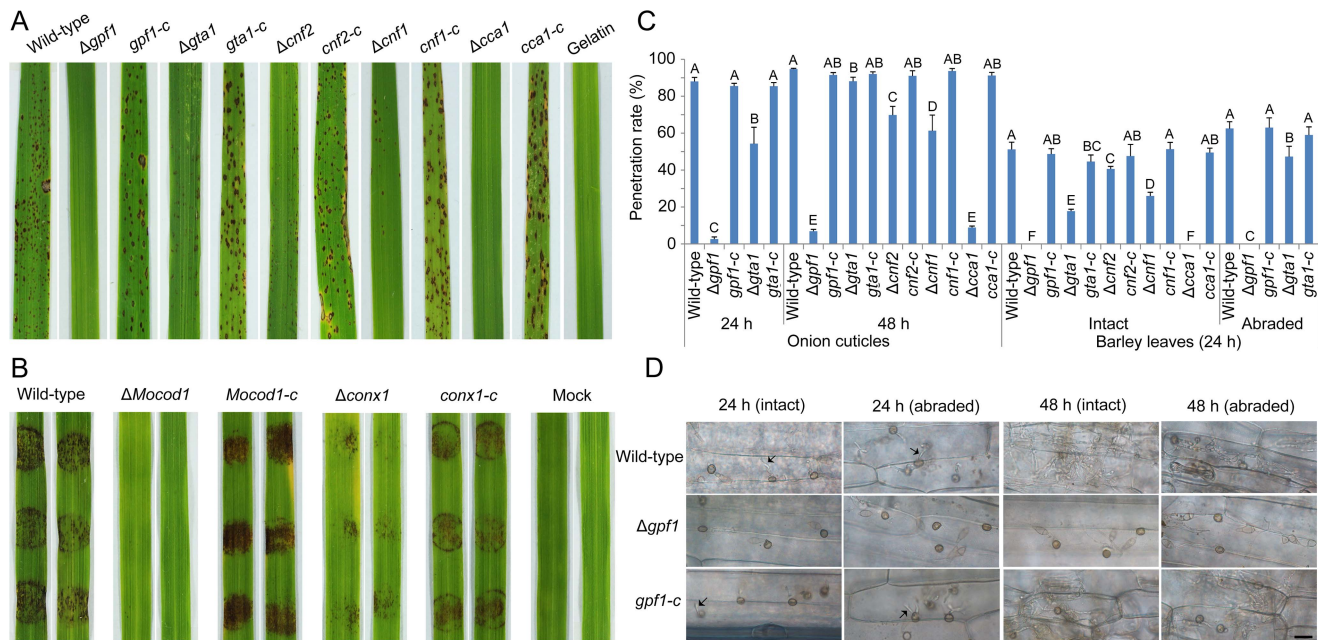 A
Wild-type Δgpf1 gpf1-c Δgta1 gta1-c Δcnf2 cnf2-c Δcnf1 cnf1-c Δcca1 cca1-c Gelatin
B
Wild-type ΔMocod1 Mocod1-c Δconx1 conx1-c Mock
C
Penetration rate (%)
100
80
60
40
20
0
A C A B A A E AB B AB C AB D AB E AB A F AB E BC C AB D A F AB A C A B A
Wild-type Δgpf1 gpf1-c Δgta1 gta1-c Wild-type Δgpf1 gpf1-c Δgta1 gta1-c Δcnf2 cnf2-c Δcnf1 cnf1-c Δcca1 cca1-c Wild-type Δgpf1 gpf1-c Δgta1 gta1-c Δcnf2 cnf2-c Δcnf1 cnf1-c Δcca1 cca1-c Wild-type Δgpf1 gpf1-c Δgta1 gta1-c
24 h 48 h Intact Abraded
Onion cuticles Barley leaves (24 h)
D
24 h (intact) 24 h (abraded) 48 h (intact) 48 h (abraded)
Wild-type
Δgpf1
gpf1-c